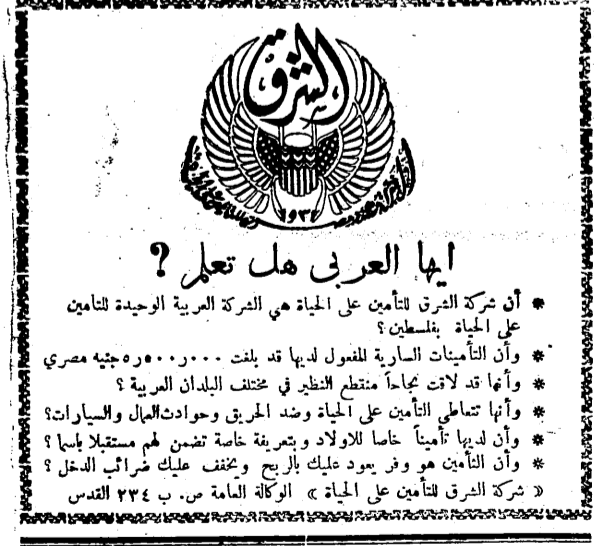 الشرق
١٩٣٤
ايها العربي هل تعلم ؟
* أن شركة الشرق للتأمين على الحياة هي الشركة العربية الوحيدة للتأمين
على الحياة بفلسطين ؟
* وأن التأمينات السارية المفعول لديها قد بلغت ٥٠٠٠ر٥٠٠ر٥ جنيه مصري
* وأنها قد لاقت نجاحاً منقطع النظير في مختلف البلدان العربية ؟
* وأنها تتعاطى التأمين على الحياة وضد الحريق وحوادث العمال والسيارات؟
* وأن لديها تأميناً خاصا للاولاد وبتعريفة خاصة تضمن لهم مستقبلا باسما ؟
* وأن التأمين هو وفر يعود عليك بالربح ويخفف عليك ضرائب الدخل ؟
« شركة الشرق للتأمين على الحياة » الوكالة العامة ص. ب ٢٣٤ القدس